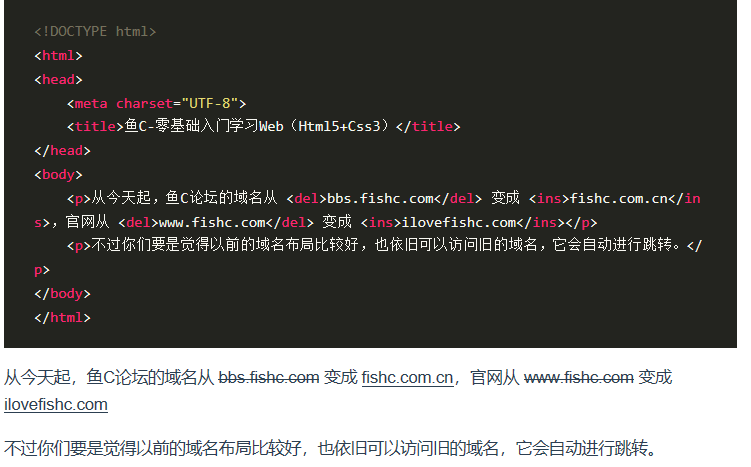 <!DOCTYPE html>
<html>
<head>
    <meta charset="UTF-8">
    <title>鱼C-零基础入门学习Web（Html5+Css3）</title>
</head>
<body>
    <p>从今天起，鱼C论坛的域名从 <del>bbs.fishc.com</del> 变成 <ins>fishc.com.cn</in
s>，官网从 <del>www.fishc.com</del> 变成 <ins>ilovefishc.com</ins></p>
    <p>不过你们要是觉得以前的域名布局比较好，也依旧可以访问旧的域名，它会自动进行跳转。</
p>
</body>
</html>
从今天起，鱼C论坛的域名从 bbs.fishc.com 变成 fishc.com.cn，官网从 www.fishc.com 变成
ilovefishc.com
不过你们要是觉得以前的域名布局比较好，也依旧可以访问旧的域名，它会自动进行跳转。